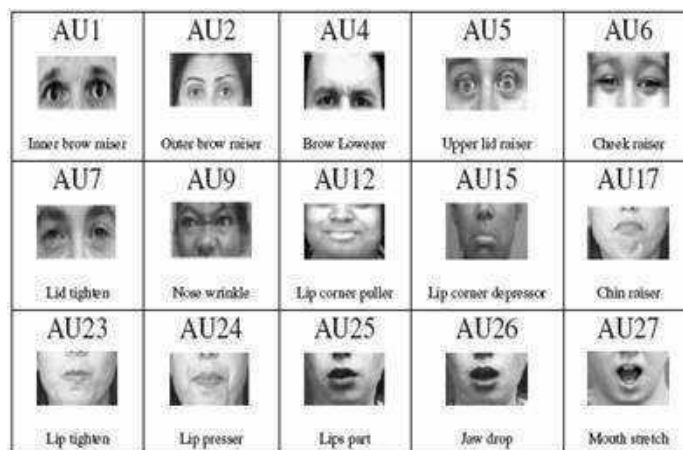 AU1 AU2 AU4 AU5 AU6
Inner brow raiser Outer brow raiser Brow Lowerer Upper lid raiser Cheek raiser
AU7 AU9 AU12 AU15 AU17
Lid tighten Nose wrinkle Lip corner puller Lip corner depressor Chin raiser
AU23 AU24 AU25 AU26 AU27
Lip tighten Lip presser Lips part Jaw drop Mouth stretch